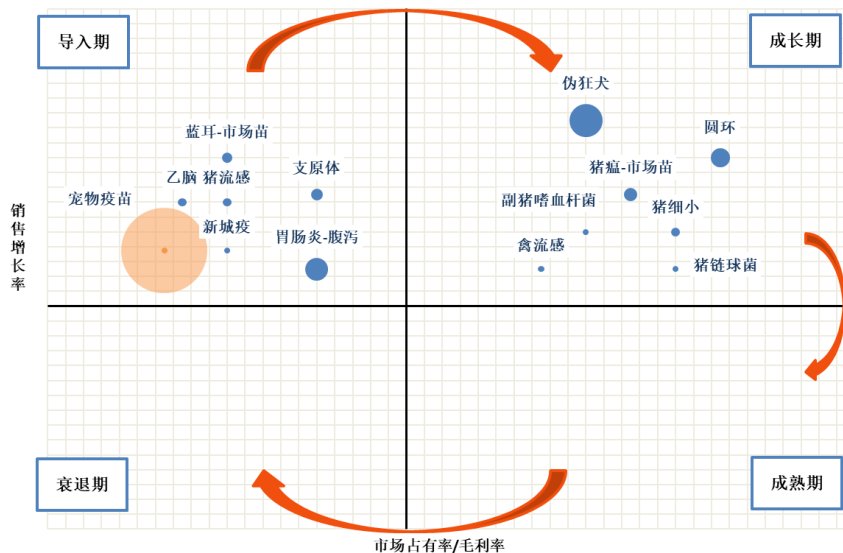 导入期
成长期
伪狂犬
蓝耳-市场苗
圆环
乙脑 猪流感
支原体
猪瘟-市场苗
宠物疫苗
副猪嗜血杆菌
猪细小
新城疫
胃肠炎-腹泻
禽流感
猪链球菌
销售增长率
衰退期
成熟期
市场占有率/毛利率